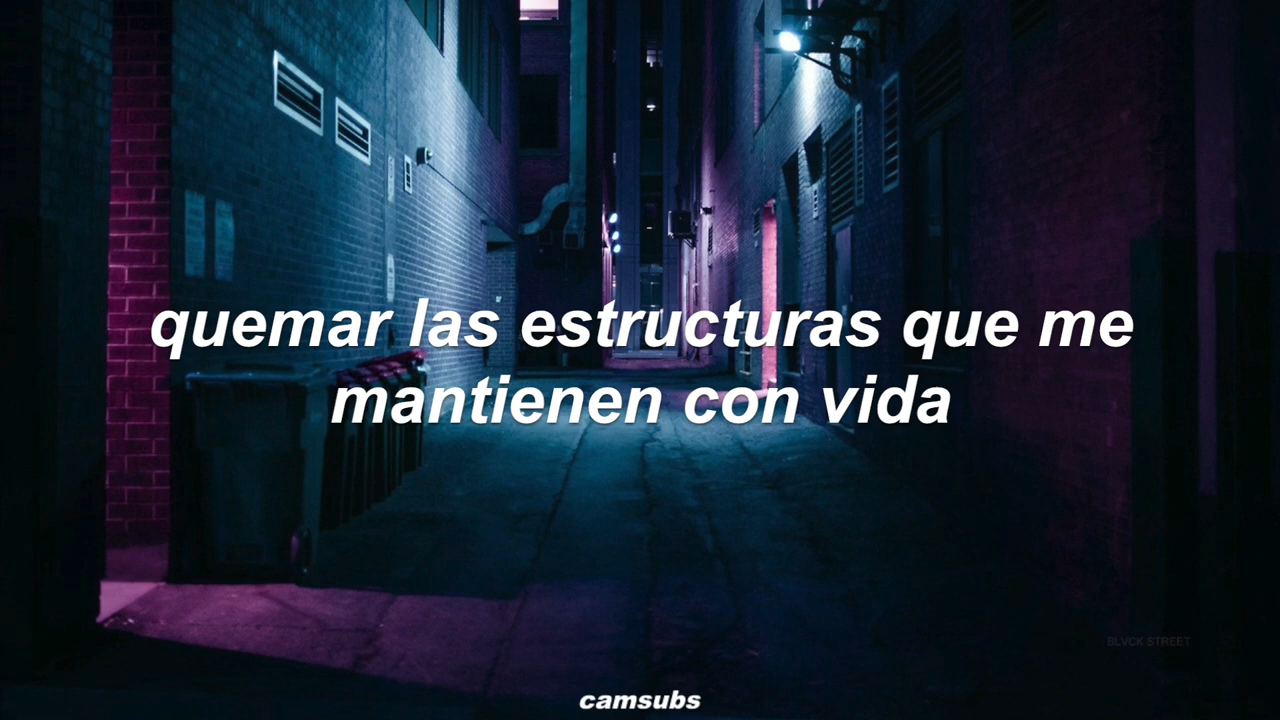 quemar las estructuras que me
mantienen con vida
BLVCK STREET
camsubs